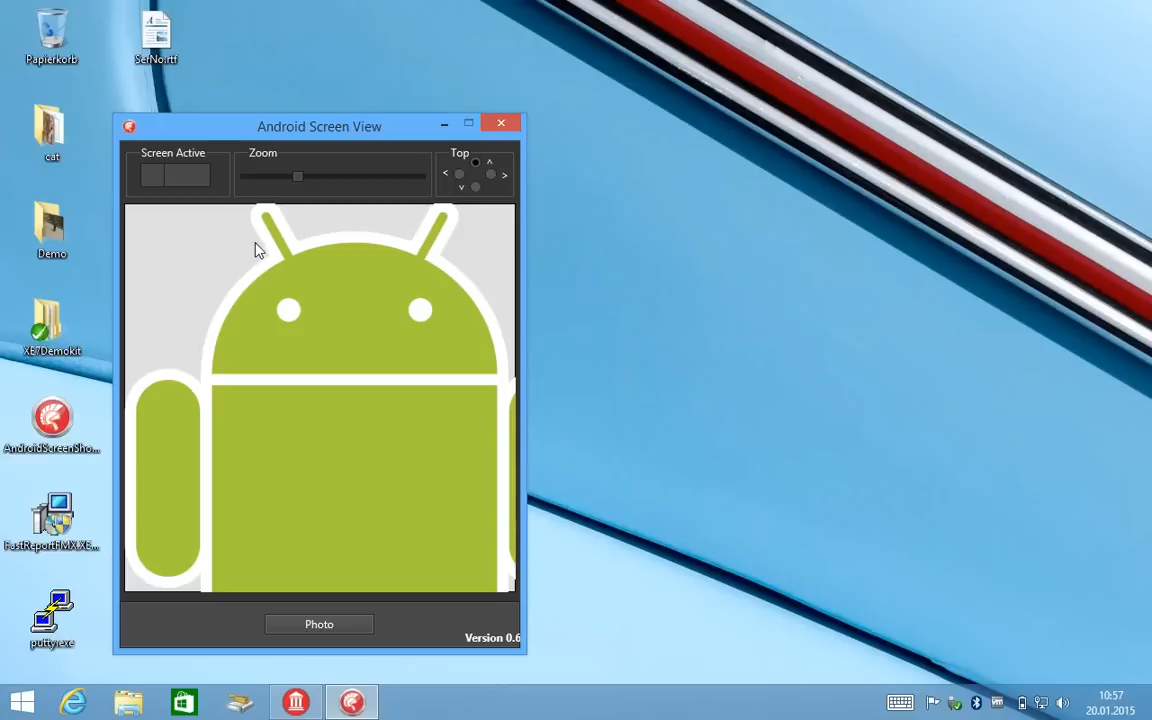 Papierkorb
SerNo.rtf
cat
Demo
XE7Demokit
AndroidScreenSho...
FastReportFMX.XE...
putty.exe
Android Screen View
Screen Active
Zoom
Top
^
<
>
v
Photo
Version 0.6
10:57
20.01.2015